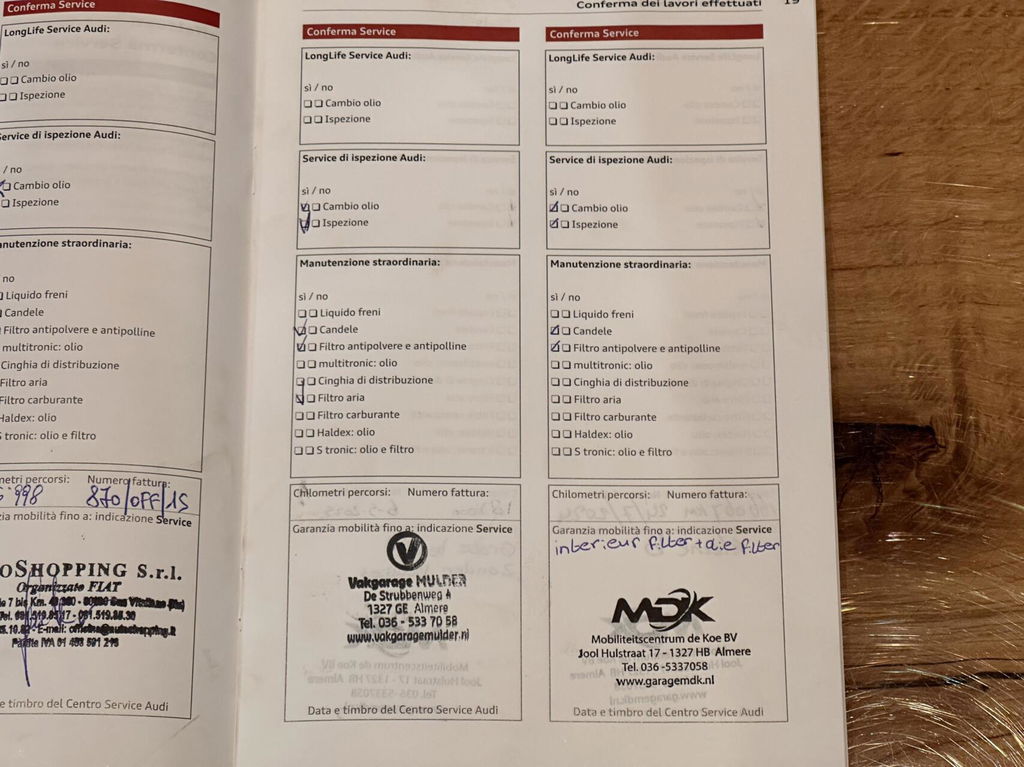 Conferma dei lavori effettuati 19
Conferma Service
LongLife Service Audi:
sì / no
Cambio olio
Ispezione
Service di ispezione Audi:
/ no
Cambio olio
Ispezione
Manutenzione straordinaria:
no
Liquido freni
Candele
Filtro antipolvere e antipolline
multitronic: olio
Cinghia di distribuzione
Filtro aria
Filtro carburante
Haldex: olio
S tronic: olio e filtro
metri percorsi: Numero fattura:
998 870/OFF/15
zia mobilità fino a: indicazione Service
OSHOPPING S.r.l.
Organizzato FIAT
e timbro del Centro Service Audi
Conferma Service
LongLife Service Audi:
sì / no
Cambio olio
Ispezione
Service di ispezione Audi:
sì / no
Cambio olio
Ispezione
Manutenzione straordinaria:
sì / no
Liquido freni
Candele
Filtro antipolvere e antipolline
multitronic: olio
Cinghia di distribuzione
Filtro aria
Filtro carburante
Haldex: olio
S tronic: olio e filtro
Chilometri percorsi: Numero fattura:
Garanzia mobilità fino a: indicazione Service
Vakgarage MULDER
De Strubbenweg 4
1327 GE Almere
Tel. 036 - 533 70 58
www.vakgaragemulder.nl
Data e timbro del Centro Service Audi
Conferma Service
LongLife Service Audi:
sì / no
Cambio olio
Ispezione
Service di ispezione Audi:
sì / no
Cambio olio
Ispezione
Manutenzione straordinaria:
sì / no
Liquido freni
Candele
Filtro antipolvere e antipolline
multitronic: olio
Cinghia di distribuzione
Filtro aria
Filtro carburante
Haldex: olio
S tronic: olio e filtro
Chilometri percorsi: Numero fattura:
Garanzia mobilità fino a: indicazione Service
interieur filter + olie filter
MDK
Mobiliteitscentrum de Koe BV
Jool Hulstraat 17 - 1327 HB Almere
Tel. 036 -5337058
www.garagemdk.nl
Data e timbro del Centro Service Audi